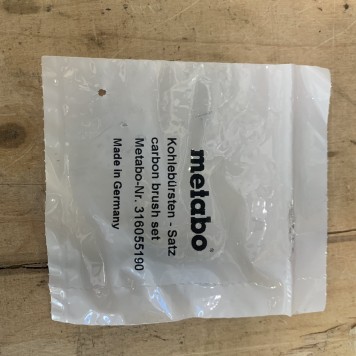 metabo®
Kohlebürsten - Satz
carbon brush set
Metabo-Nr. 316055190
Made in Germany